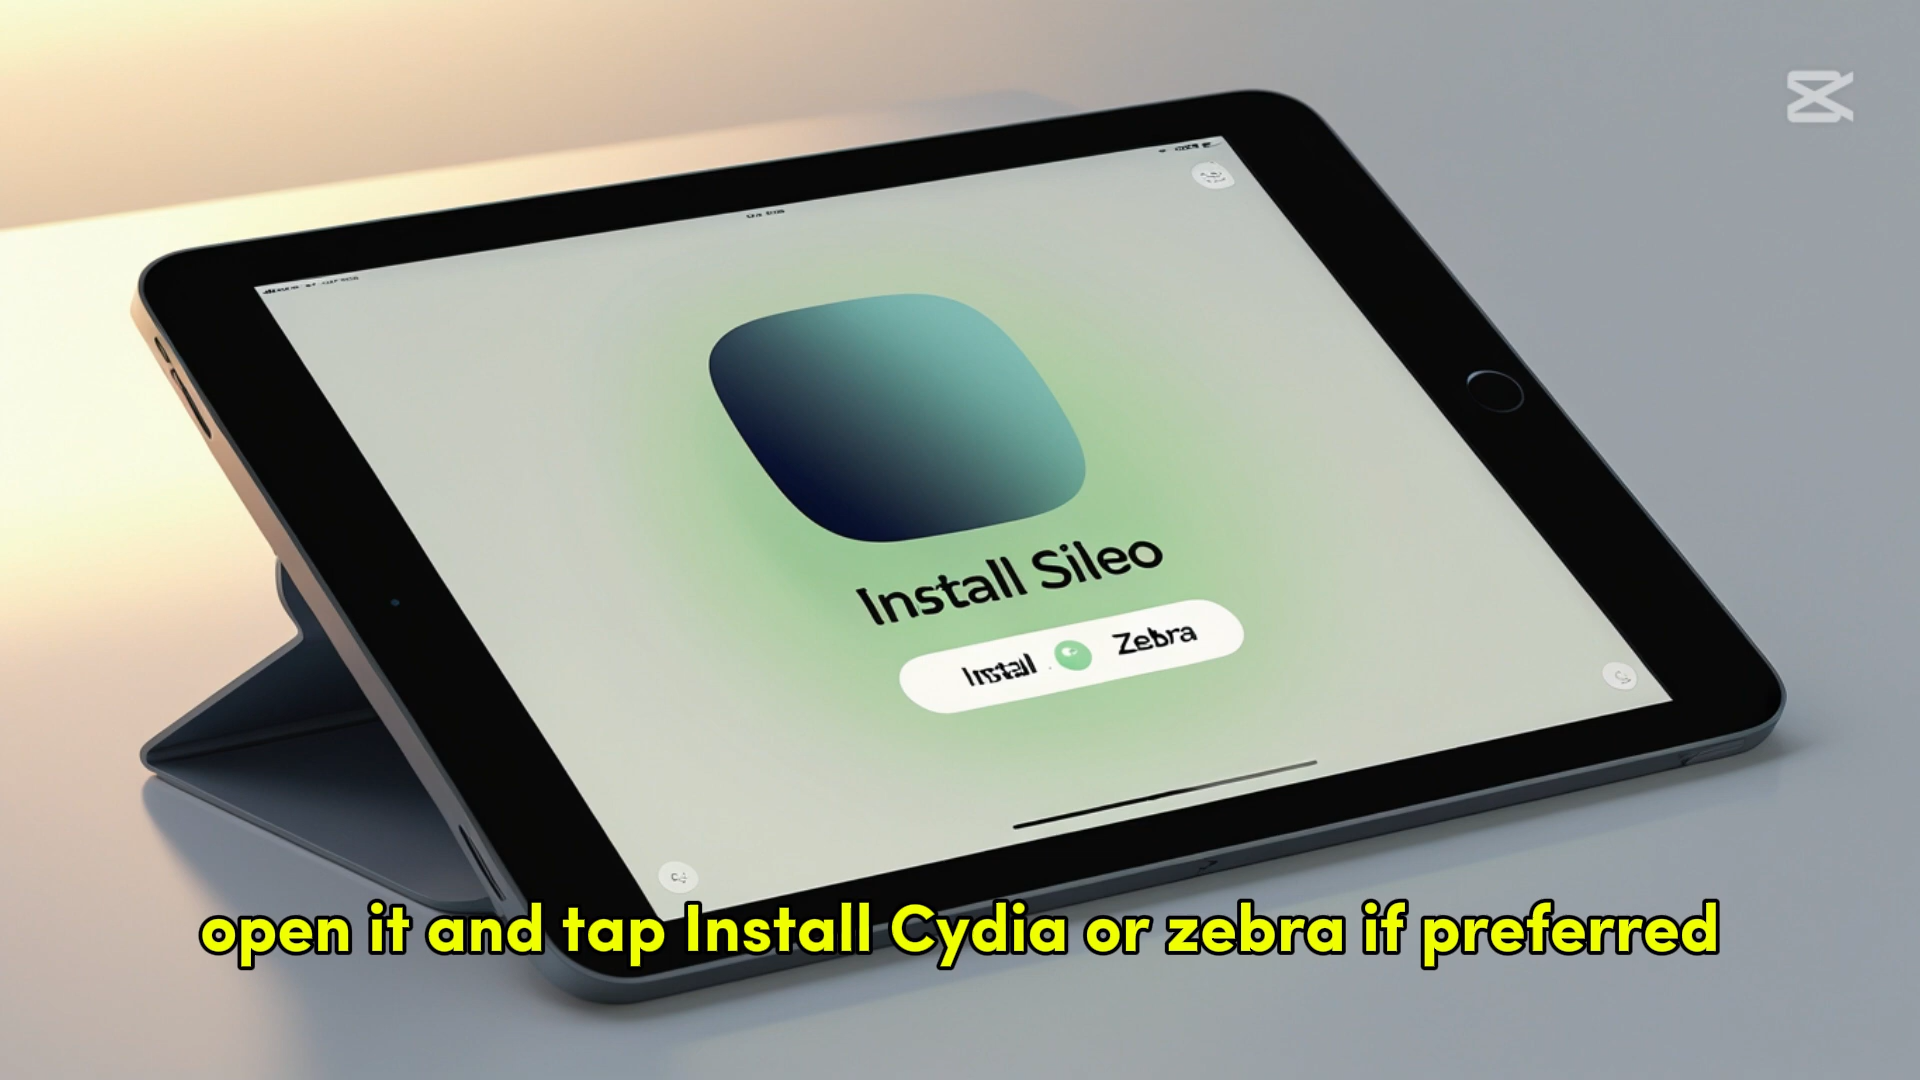 Install Sileo
Install Zebra
open it and tap Install Cydia or zebra if preferred